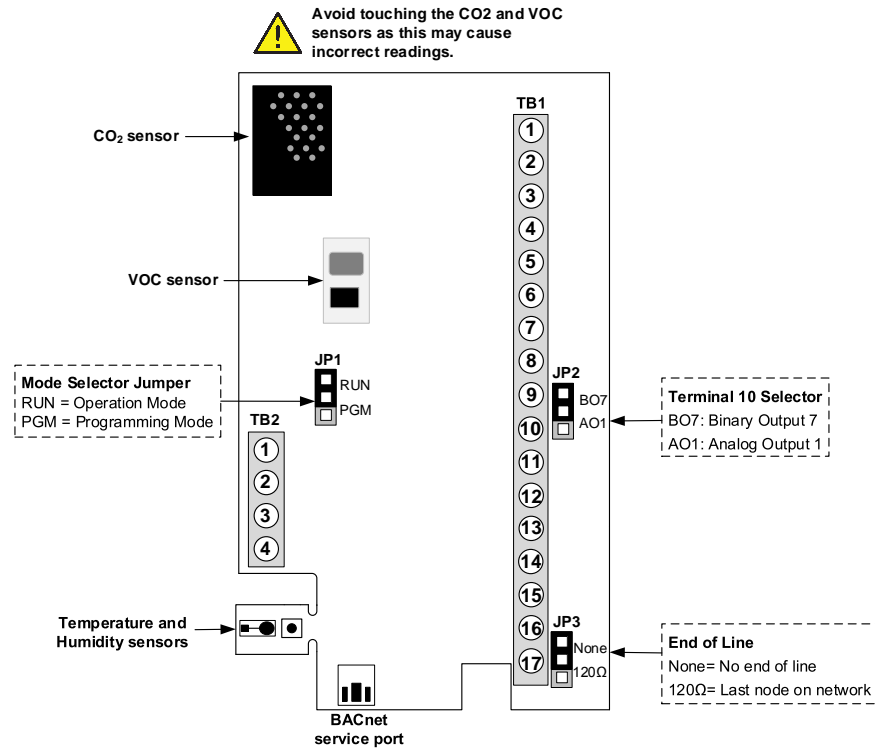 Avoid touching the CO2 and VOC
sensors as this may cause
incorrect readings.
TB1
CO₂ sensor
1
2
3
4
5
6
7
8
9
10
11
12
13
14
15
16
17
VOC sensor
JP1
RUN
PGM
Mode Selector Jumper
RUN = Operation Mode
PGM = Programming Mode
JP2
BO7
AO1
Terminal 10 Selector
BO7: Binary Output 7
AO1: Analog Output 1
TB2
1
2
3
4
Temperature and
Humidity sensors
JP3
None
120Ω
End of Line
None= No end of line
120Ω= Last node on network
BACnet
service port